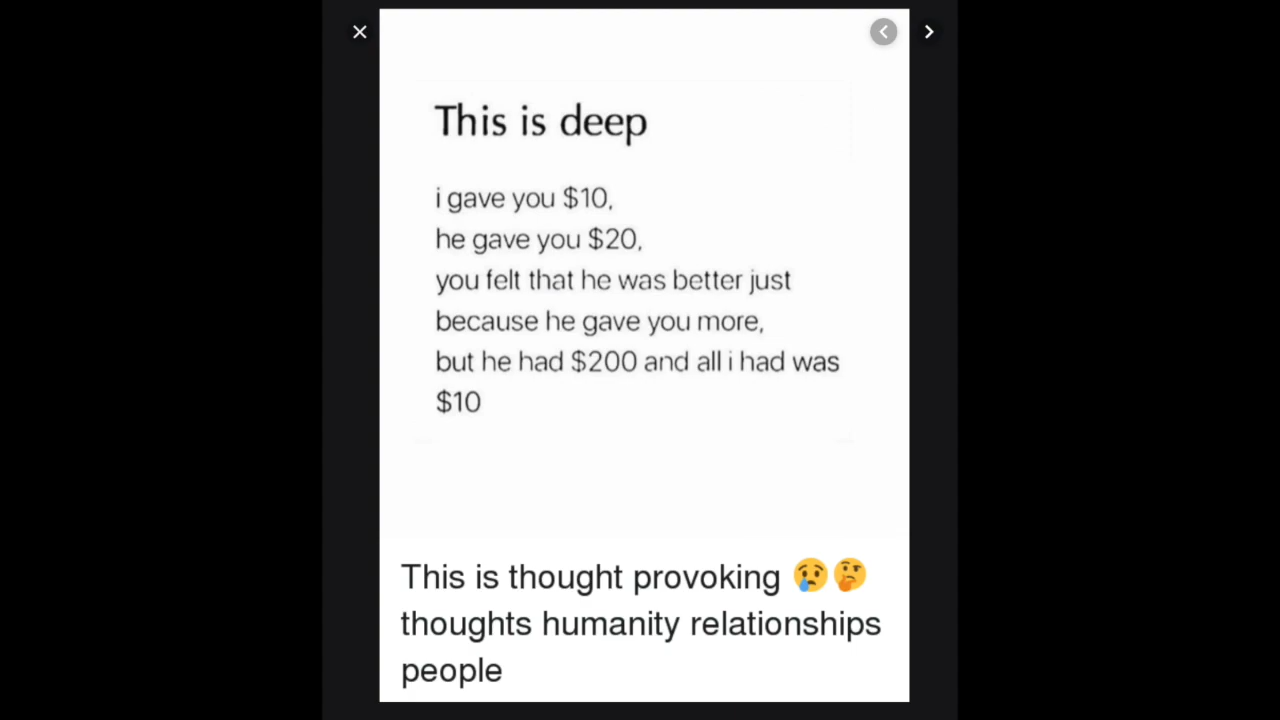 This is deep
i gave you $10,
he gave you $20,
you felt that he was better just
because he gave you more,
but he had $200 and all i had was
$10
This is thought provoking 😢🤔
thoughts humanity relationships
people